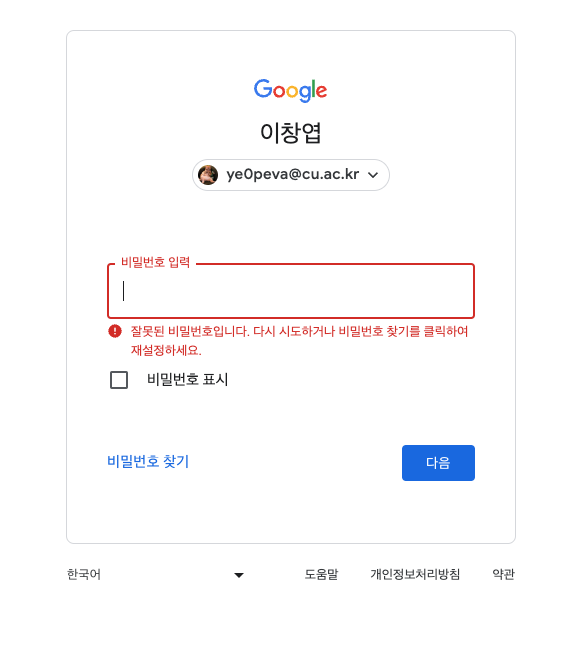 Google
이창엽
ye0peva@cu.ac.kr
비밀번호 입력
잘못된 비밀번호입니다. 다시 시도하거나 비밀번호 찾기를 클릭하여
재설정하세요.
비밀번호 표시
비밀번호 찾기
다음
한국어
도움말
개인정보처리방침
약관